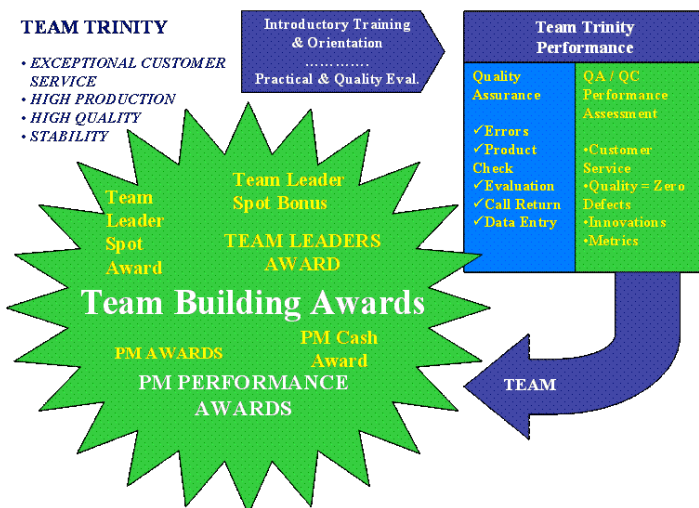 TEAM TRINITY
• EXCEPTIONAL CUSTOMER
SERVICE
• HIGH PRODUCTION
• HIGH QUALITY
• STABILITY
Introductory Training
& Orientation
………….
Practical & Quality Eval.
Team Trinity
Performance
Quality
Assurance
✓Errors
✓Product
Check
✓Evaluation
✓Call Return
✓Data Entry
QA / QC
Performance
Assessment
•Customer
Service
•Quality = Zero
Defects
•Innovations
•Metrics
Team
Leader
Spot
Award
Team Leader
Spot Bonus
TEAM LEADERS
AWARD
Team Building Awards
PM AWARDS
PM Cash
Award
PM PERFORMANCE
AWARDS
TEAM